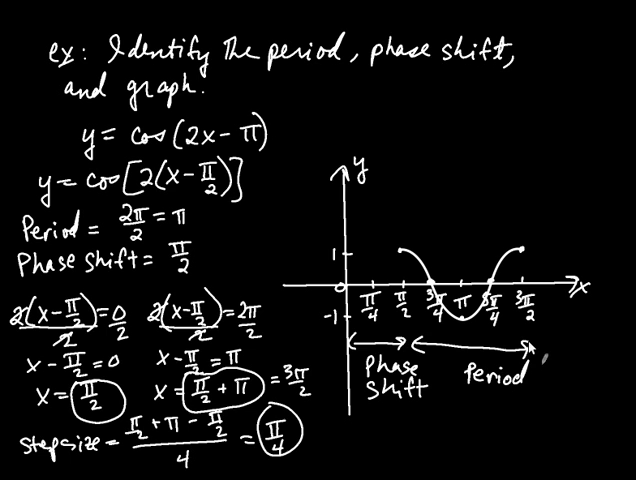 ex: Identify the period, phase shift,
and graph.
y = cos(2x - π)
y = cos[2(x - π/2)]
Period = 2π/2 = π
Phase shift = π/2
2(x - π/2)/2 = 0/2
2(x - π/2)/2 = 2π/2
x - π/2 = 0
x - π/2 = π
x = π/2
x = π/2 + π = 3π/2
stepsize = (π/2 + π - π/2)/4 = π/4
y
1
0
π/4 π/2 3π/4 π 5π/4 3π/2 x
-1
Phase shift
Period